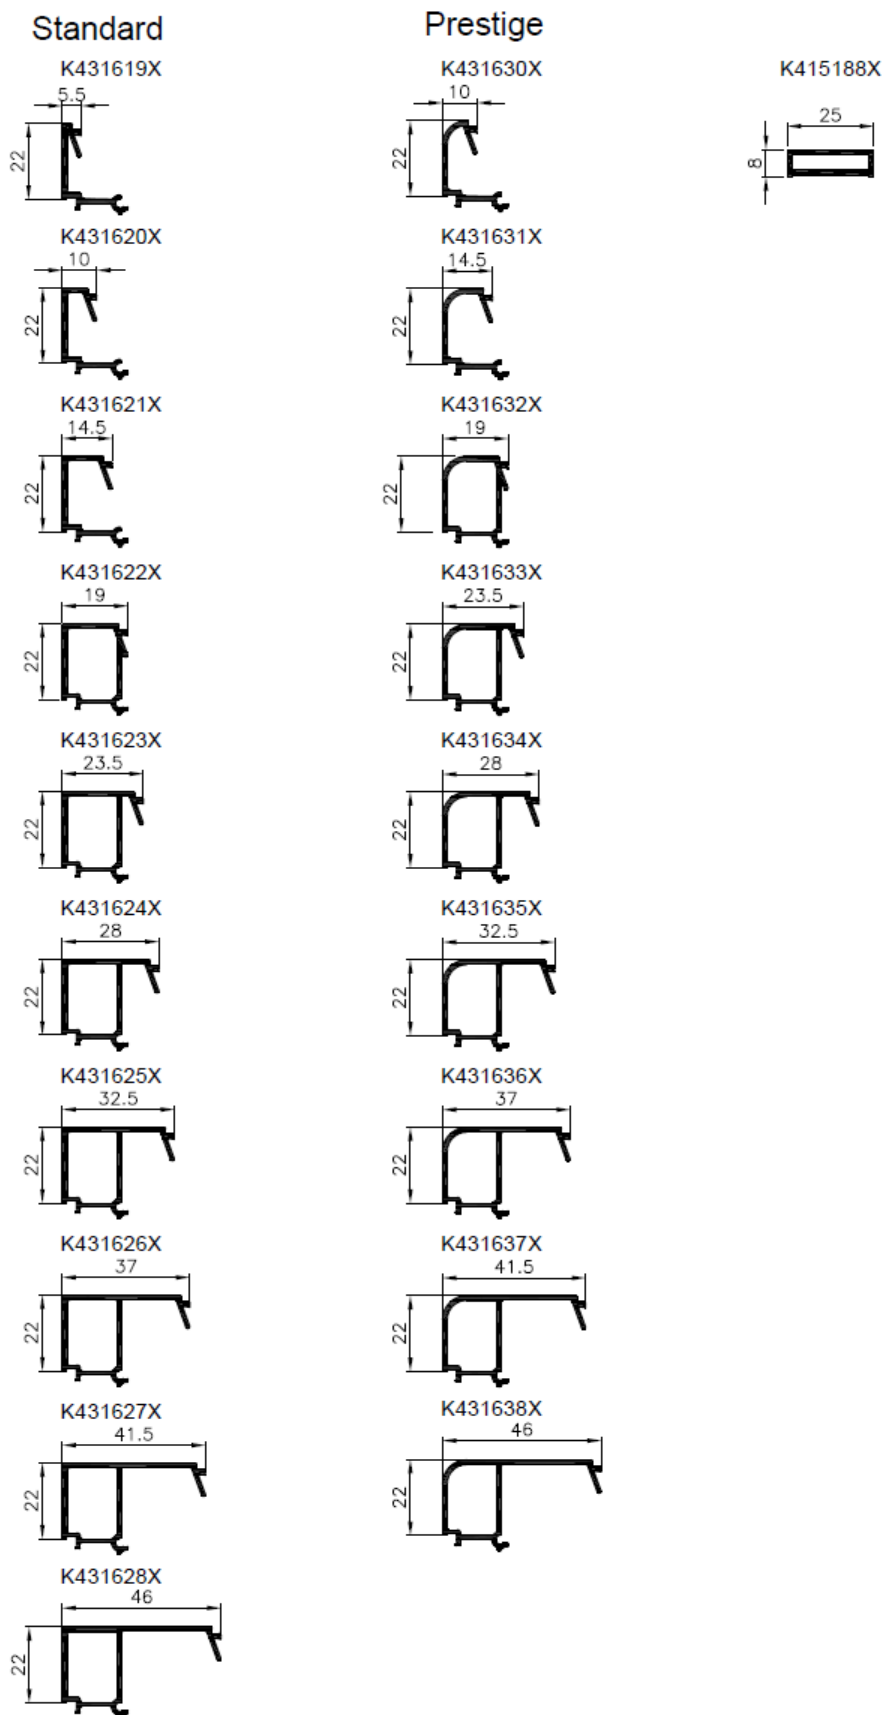 Standard
Prestige
K431619X
K431630X
K415188X
5.5
10
25
22
22
8
K431620X
K431631X
10
14.5
22
22
K431621X
K431632X
14.5
19
22
22
K431622X
K431633X
19
23.5
22
22
K431623X
K431634X
23.5
28
22
22
K431624X
K431635X
28
32.5
22
22
K431625X
K431636X
32.5
37
22
22
K431626X
K431637X
37
41.5
22
22
K431627X
K431638X
41.5
46
22
22
K431628X
46
22